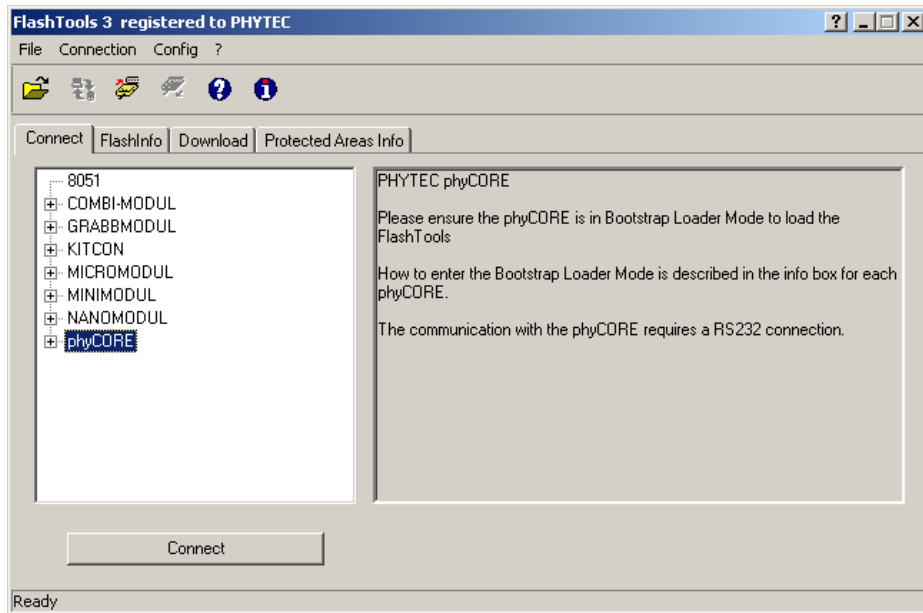 FlashTools 3 registered to PHYTEC
File Connection Config ?
Connect FlashInfo Download Protected Areas Info
8051
COMBI-MODUL
GRABBMODUL
KITCON
MICROMODUL
MINIMODUL
NANOMODUL
phyCORE
PHYTEC phyCORE
Please ensure the phyCORE is in Bootstrap Loader Mode to load the
FlashTools
How to enter the Bootstrap Loader Mode is described in the info box for each
phyCORE.
The communication with the phyCORE requires a RS232 connection.
Connect
Ready